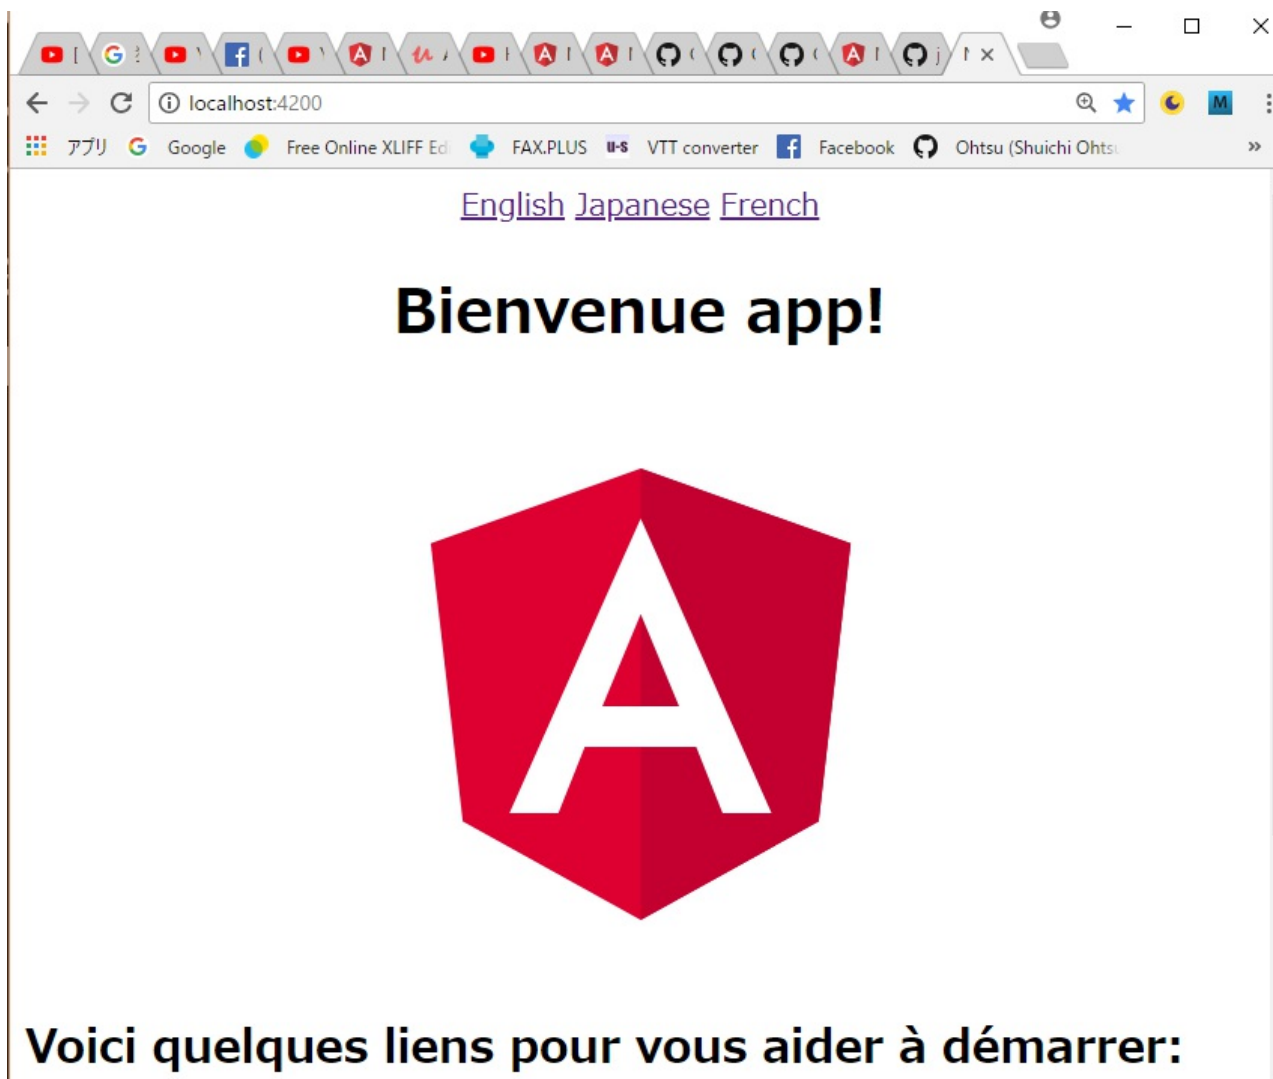 localhost:4200
アプリ Google Free Online XLIFF Ed FAX.PLUS U-S VTT converter Facebook Ohtsu (Shuichi Ohts
English Japanese French
Bienvenue app!
A
Voici quelques liens pour vous aider à démarrer: